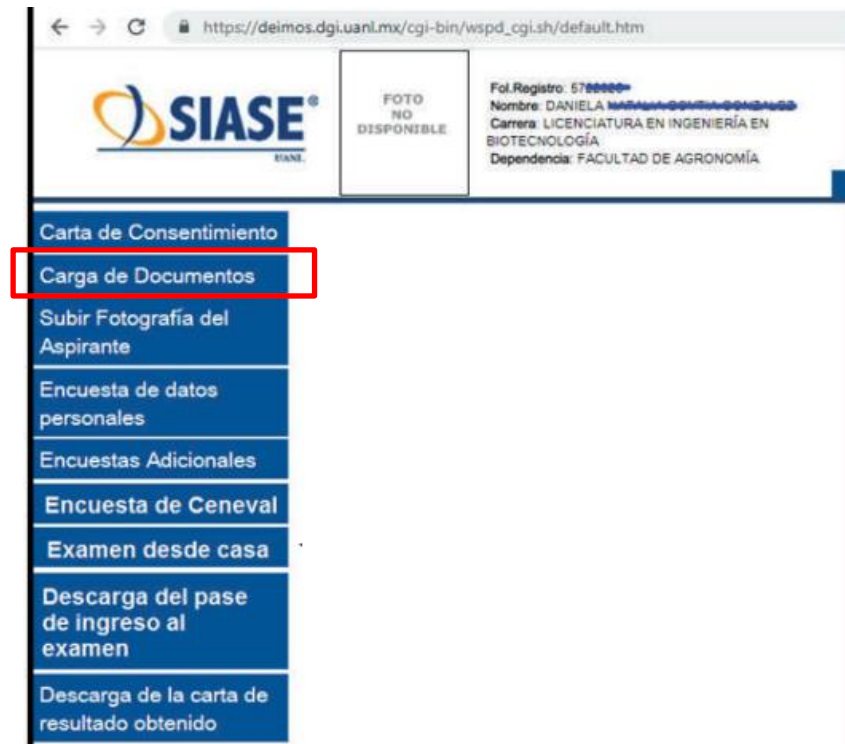 https://deimos.dgi.uanl.mx/cgi-bin/wspd_cgi.sh/default.htm
SIASE®
UANL
FOTO
NO
DISPONIBLE
Fol.Registro: 57
Nombre: DANIELA
Carrera: LICENCIATURA EN INGENIERÍA EN
BIOTECNOLOGÍA
Dependencia: FACULTAD DE AGRONOMÍA
Carta de Consentimiento
Carga de Documentos
Subir Fotografía del
Aspirante
Encuesta de datos
personales
Encuestas Adicionales
Encuesta de Ceneval
Examen desde casa
Descarga del pase
de ingreso al
examen
Descarga de la carta de
resultado obtenido